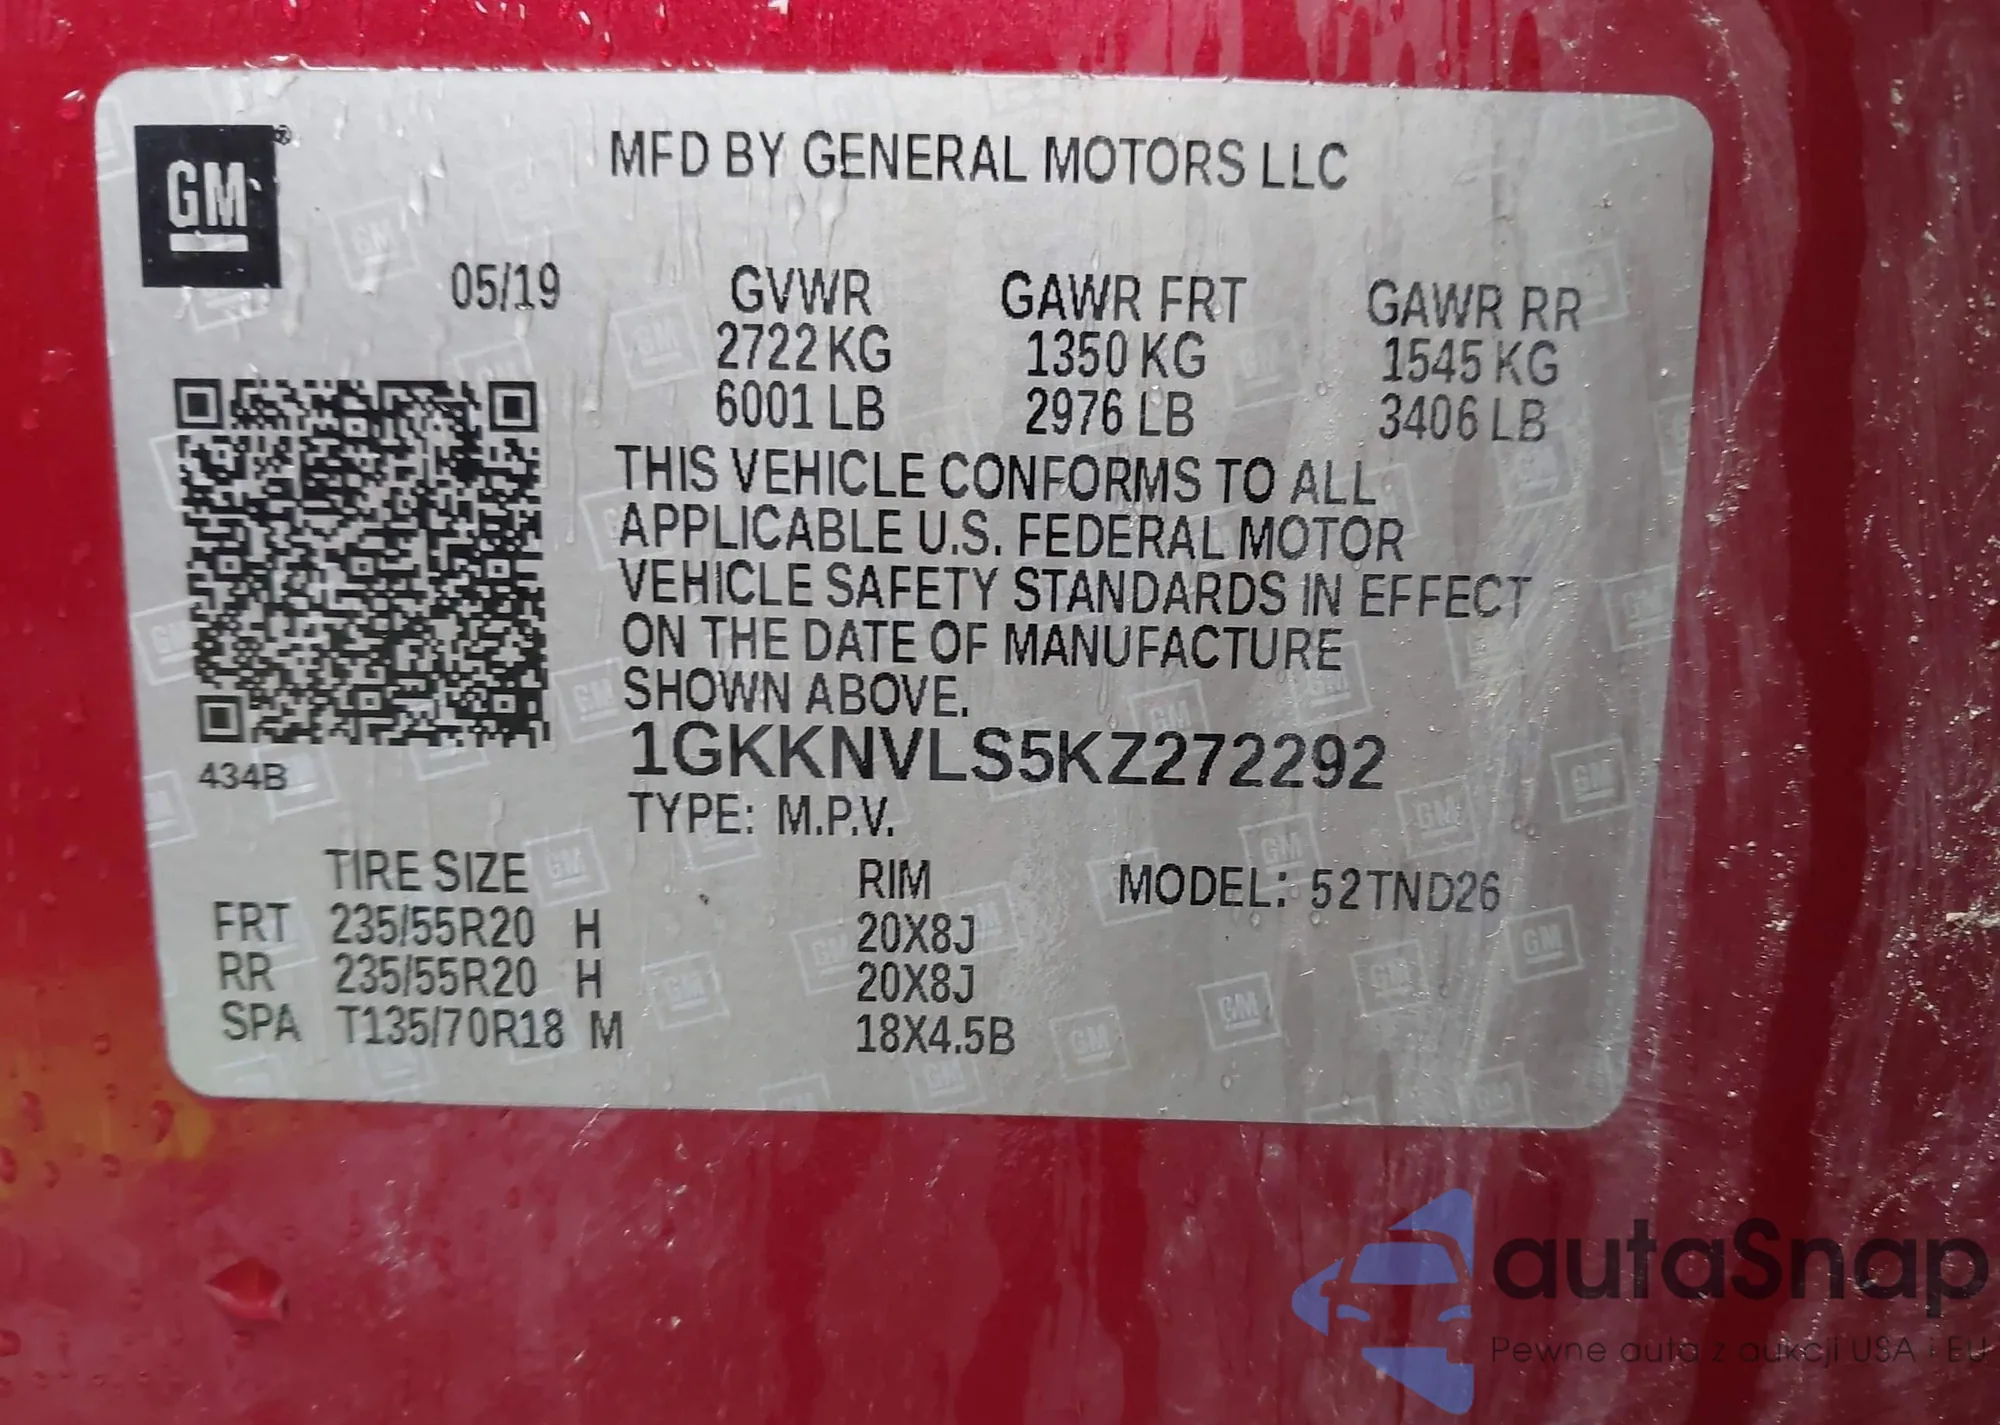 GM
MFD BY GENERAL MOTORS LLC
05/19 GVWR GAWR FRT GAWR RR
2722 KG 1350 KG 1545 KG
6001 LB 2976 LB 3406 LB
THIS VEHICLE CONFORMS TO ALL
APPLICABLE U.S. FEDERAL MOTOR
VEHICLE SAFETY STANDARDS IN EFFECT
ON THE DATE OF MANUFACTURE
SHOWN ABOVE.
1GKKNVLS5KZ272292
434B
TYPE: M.P.V.
TIRE SIZE RIM MODEL: 52TND26
FRT 235/55R20 H 20X8J
RR 235/55R20 H 20X8J
SPA T135/70R18 M 18X4.5B
autaSnap
Pewne auta z aukcji USA i EU